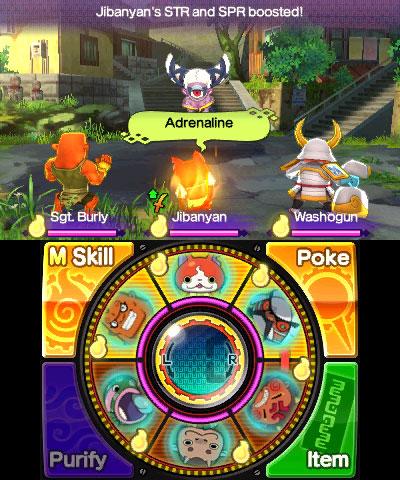 Jibanyan's STR and SPR boosted!
Adrenaline
Sgt. Burly
Jibanyan
Washogun
M Skill
Poke
L
R
Purify
Item